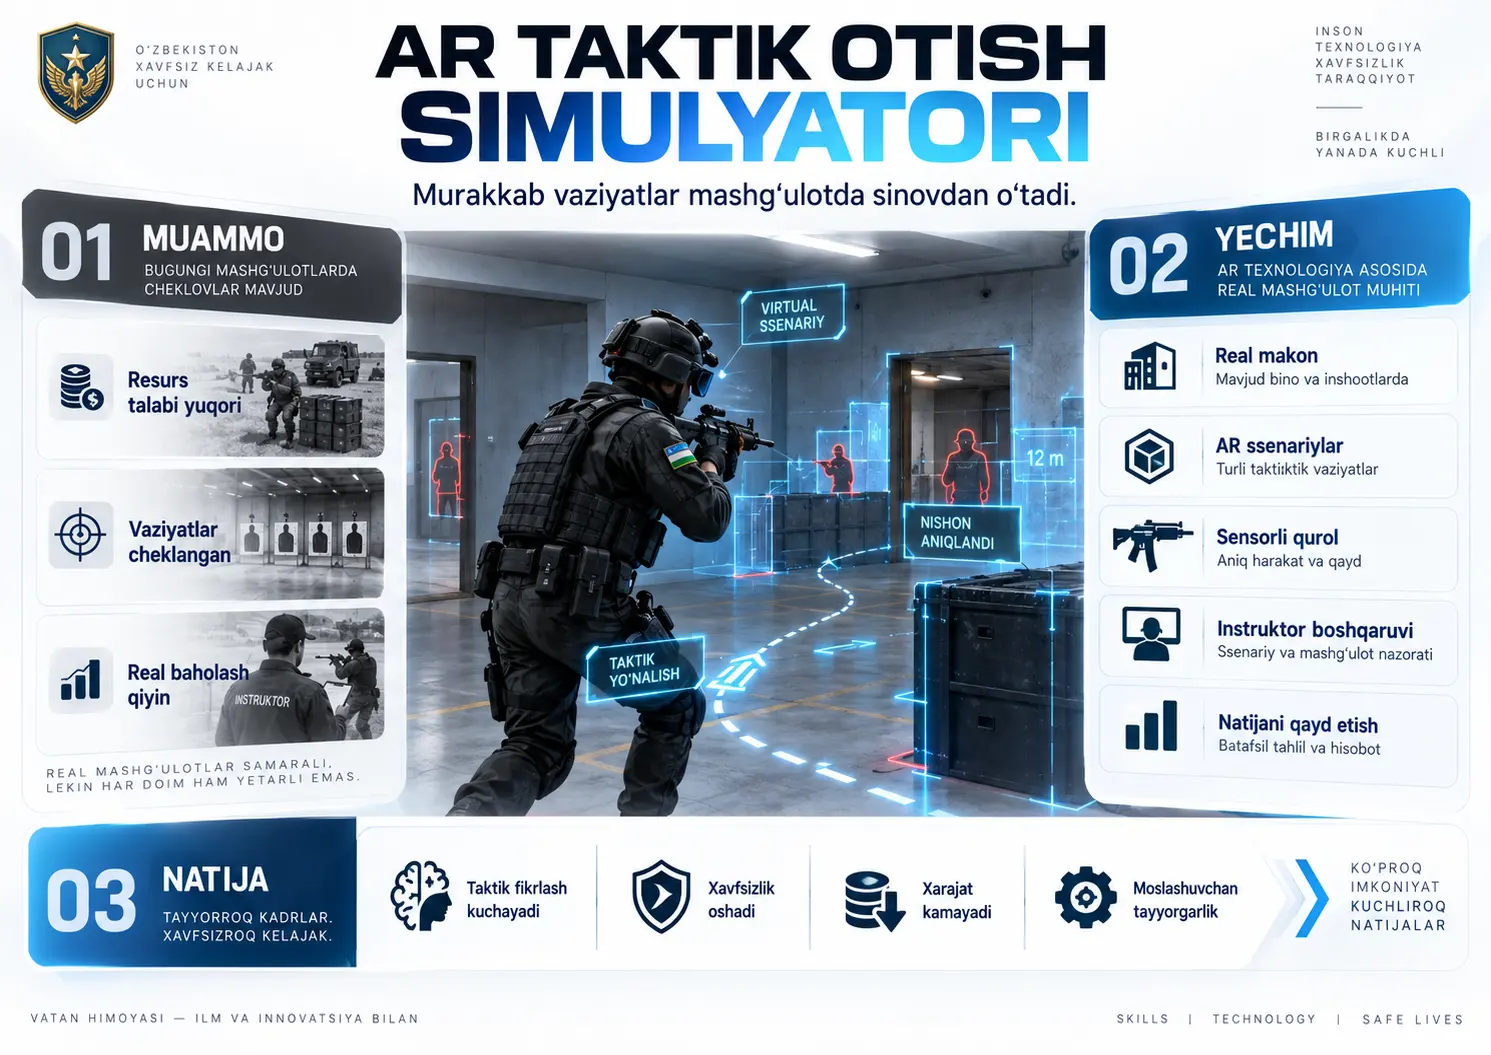 O‘ZBEKISTON
XAVFSIZ KELAJAK
UCHUN
AR TAKTIK OTISH
SIMULYATORI
Murakkab vaziyatlar mashg‘ulotda sinovdan o‘tadi.
INSON
TEXNOLOGIYA
XAVFSIZLIK
TARAQQIYOT
BIRGALIKDA
YANADA KUCHLI
01 MUAMMO
BUGUNGI MASHG‘ULOTLARDA
CHEKLOVLAR MAVJUD
Resurs
talabi yuqori
Vaziyatlar
cheklangan
Real baholash
qiyin
INSTRUKTOR
REAL MASHG‘ULOTLAR SAMARALI,
LEKIN HAR DOIM HAM YETARLI EMAS.
VIRTUAL
SSENARIY
12 m
NISHON
ANIQLANDI
TAKTIK
YO‘NALISH
02 YECHIM
AR TEXNOLOGIYA ASOSIDA
REAL MASHG‘ULOT MUHITI
Real makon
Mavjud bino va inshootlarda
AR ssenariylar
Turli taktiktik vaziyatlar
Sensorli qurol
Aniq harakat va qayd
Instruktor boshqaruvi
Ssenariy va mashg‘ulot nazorati
Natijani qayd etish
Batafsil tahlil va hisobot
03 NATIJA
TAYYORROQ KADRLAR.
XAVFSIZROQ KELAJAK.
Taktik fikrlash
kuchayadi
Xavfsizlik
oshadi
Xarajat
kamayadi
Moslashuvchan
tayyorgarlik
KO‘PROQ
IMKONIYAT
KUCHLIROQ
NATIJALAR
VATAN HIMOYASI — ILM VA INNOVATSIYA BILAN
SKILLS | TECHNOLOGY | SAFE LIVES